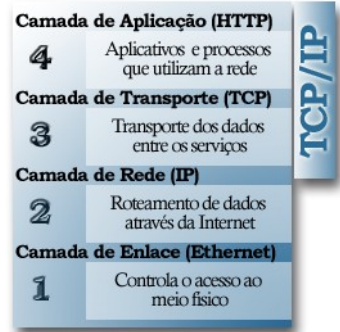 Camada de Aplicação (HTTP)
4
Aplicativos e processos
que utilizam a rede
Camada de Transporte (TCP)
3
Transporte dos dados
entre os serviços
Camada de Rede (IP)
2
Roteamento de dados
através da Internet
Camada de Enlace (Ethernet)
1
Controla o acesso ao
meio físico
TCP/IP